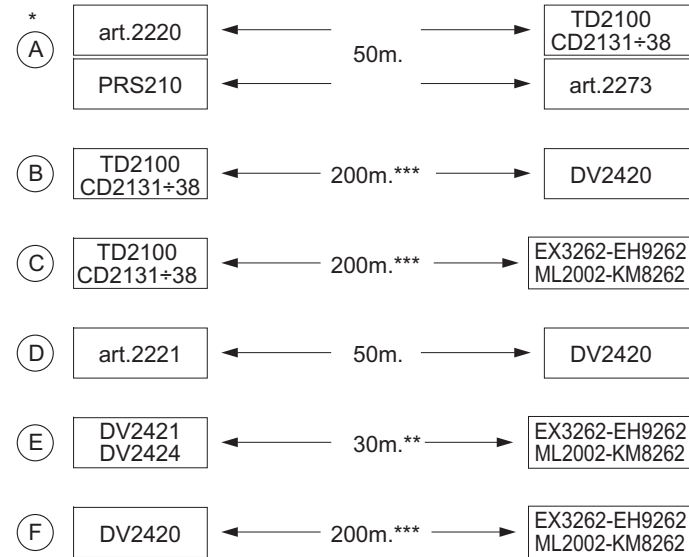 *
A art.2220 50m. TD2100
CD2131÷38
PRS210 art.2273
B TD2100
CD2131÷38 200m.*** DV2420
C TD2100
CD2131÷38 200m.*** EX3262-EH9262
ML2002-KM8262
D art.2221 50m. DV2420
E DV2421
DV2424 30m.** EX3262-EH9262
ML2002-KM8262
F DV2420 200m.*** EX3262-EH9262
ML2002-KM8262